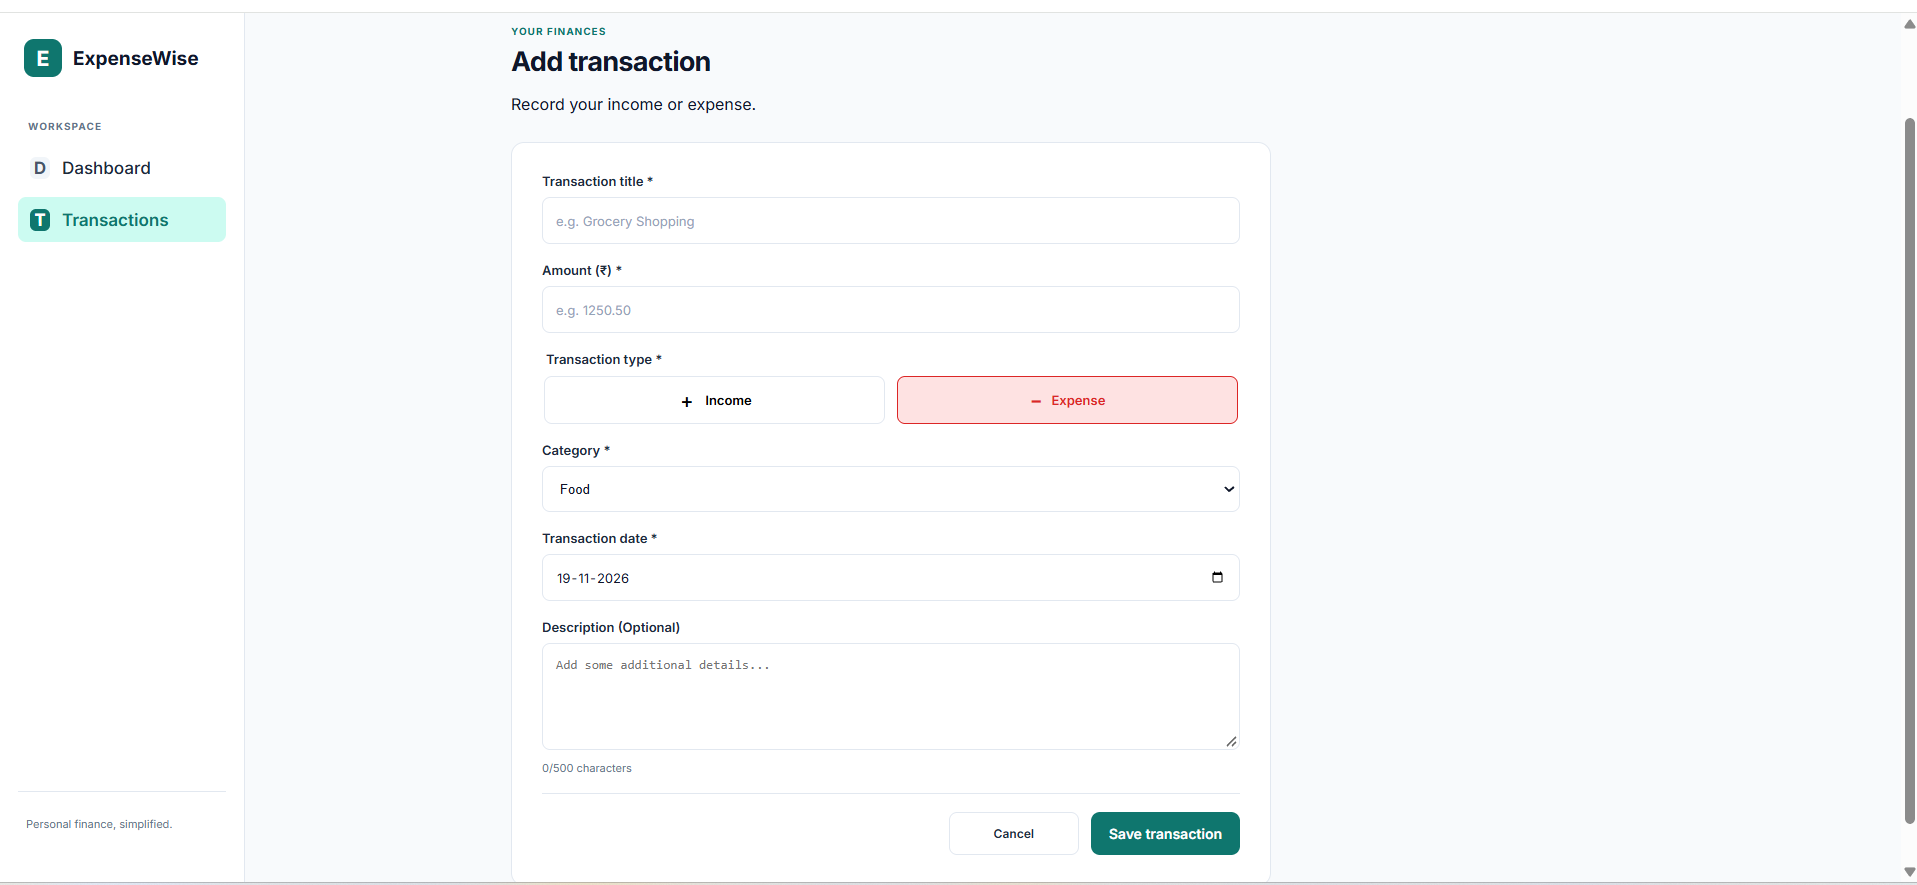 E ExpenseWise
WORKSPACE
D Dashboard
T Transactions
Personal finance, simplified.
YOUR FINANCES
Add transaction
Record your income or expense.
Transaction title *
e.g. Grocery Shopping
Amount (₹) *
e.g. 1250.50
Transaction type *
+ Income
− Expense
Category *
Food
Transaction date *
19-11-2026
Description (Optional)
Add some additional details...
0/500 characters
Cancel
Save transaction